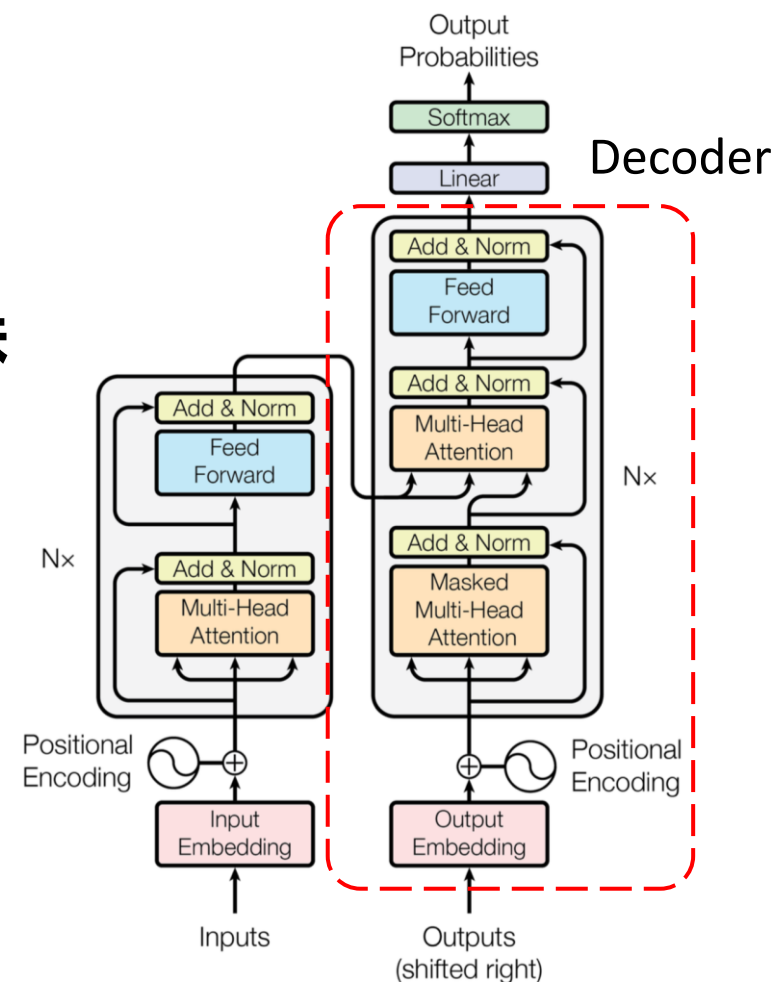 Output
Probabilities
Softmax
Linear
Decoder
Add & Norm
Feed
Forward
Add & Norm
Multi-Head
Attention
Nx
Add & Norm
Masked
Multi-Head
Attention
Positional
Encoding
Output
Embedding
Outputs
(shifted right)
Add & Norm
Feed
Forward
Nx
Add & Norm
Multi-Head
Attention
Positional
Encoding
Input
Embedding
Inputs